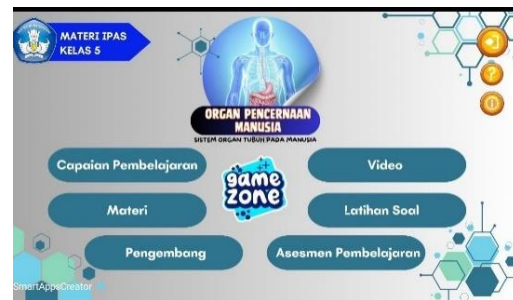 MATERI IPAS
KELAS 5
ORGAN PENCERNAAN
MANUSIA
SISTEM ORGAN TUBUH PADA MANUSIA
Capaian Pembelajaran
Video
game
zone
Materi
Latihan Soal
Pengembang
Asesmen Pembelajaran
SmartAppsCreator